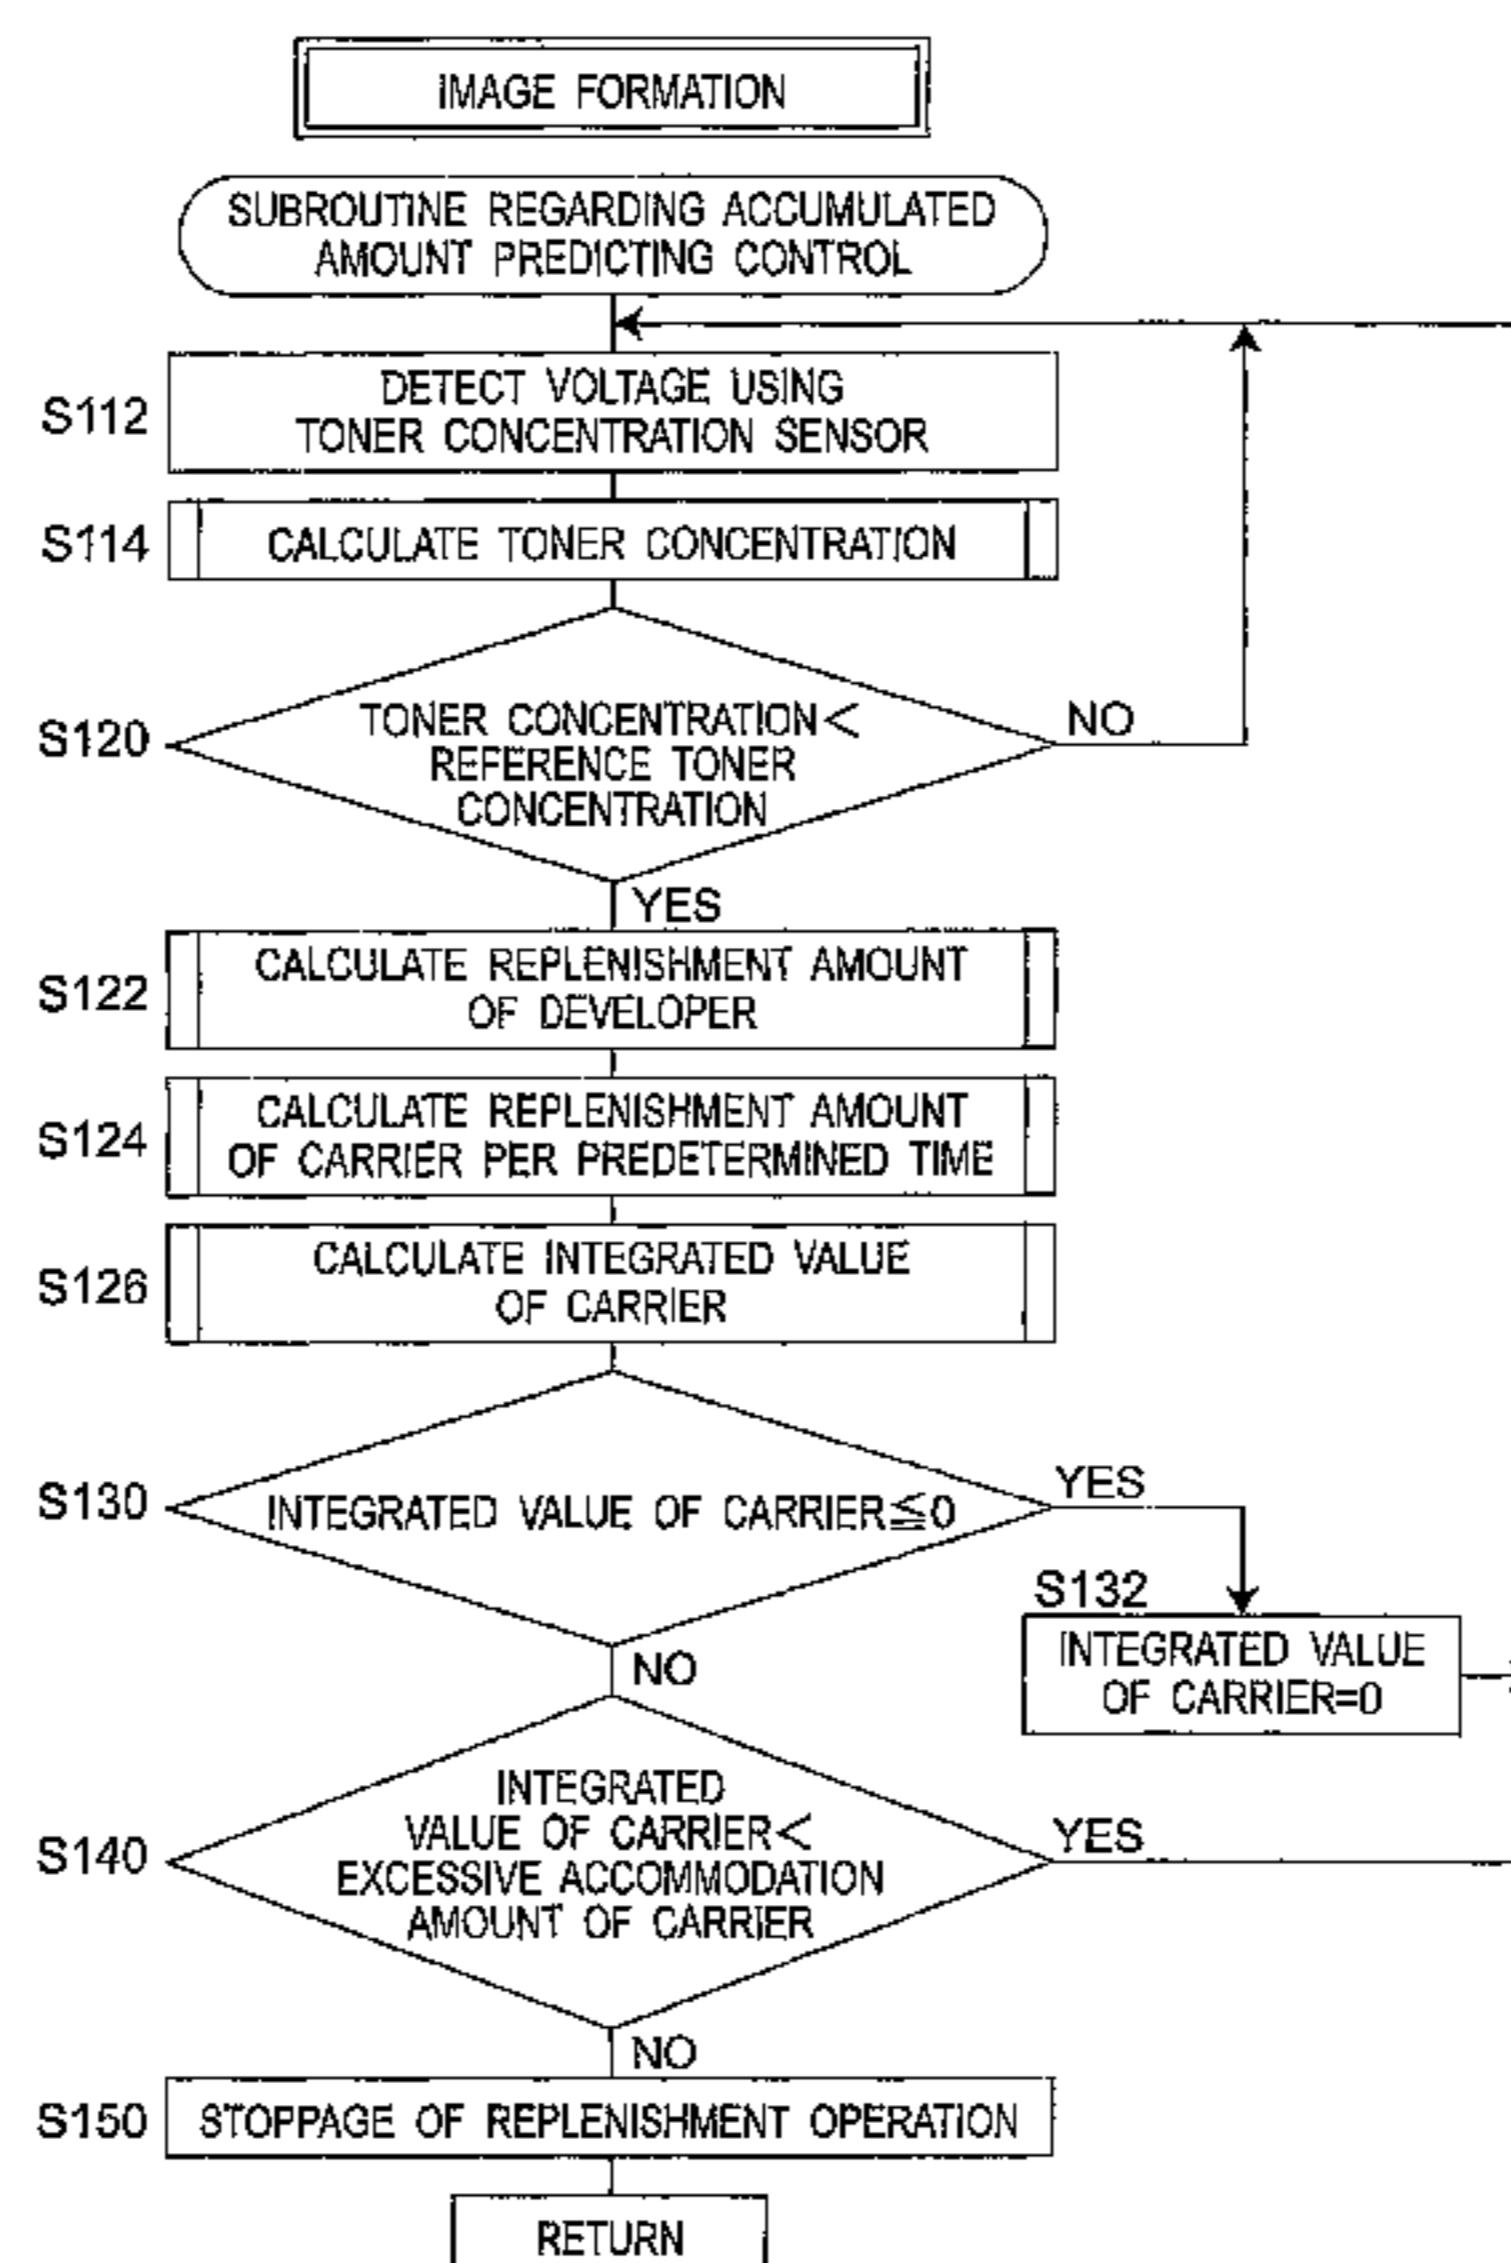 IMAGE FORMATION
SUBROUTINE REGARDING ACCUMULATED
AMOUNT PREDICTING CONTROL
S112
DETECT VOLTAGE USING
TONER CONCENTRATION SENSOR
S114
CALCULATE TONER CONCENTRATION
S120
TONER CONCENTRATION<
REFERENCE TONER
CONCENTRATION
NO
YES
S122
CALCULATE REPLENISHMENT AMOUNT
OF DEVELOPER
S124
CALCULATE REPLENISHMENT AMOUNT
OF CARRIER PER PREDETERMINED TIME
S126
CALCULATE INTEGRATED VALUE
OF CARRIER
S130
INTEGRATED VALUE OF CARRIER≦0
YES
S132
INTEGRATED VALUE
OF CARRIER=0
NO
S140
INTEGRATED
VALUE OF CARRIER<
EXCESSIVE ACCOMMODATION
AMOUNT OF CARRIER
YES
NO
S150
STOPPAGE OF REPLENISHMENT OPERATION
RETURN